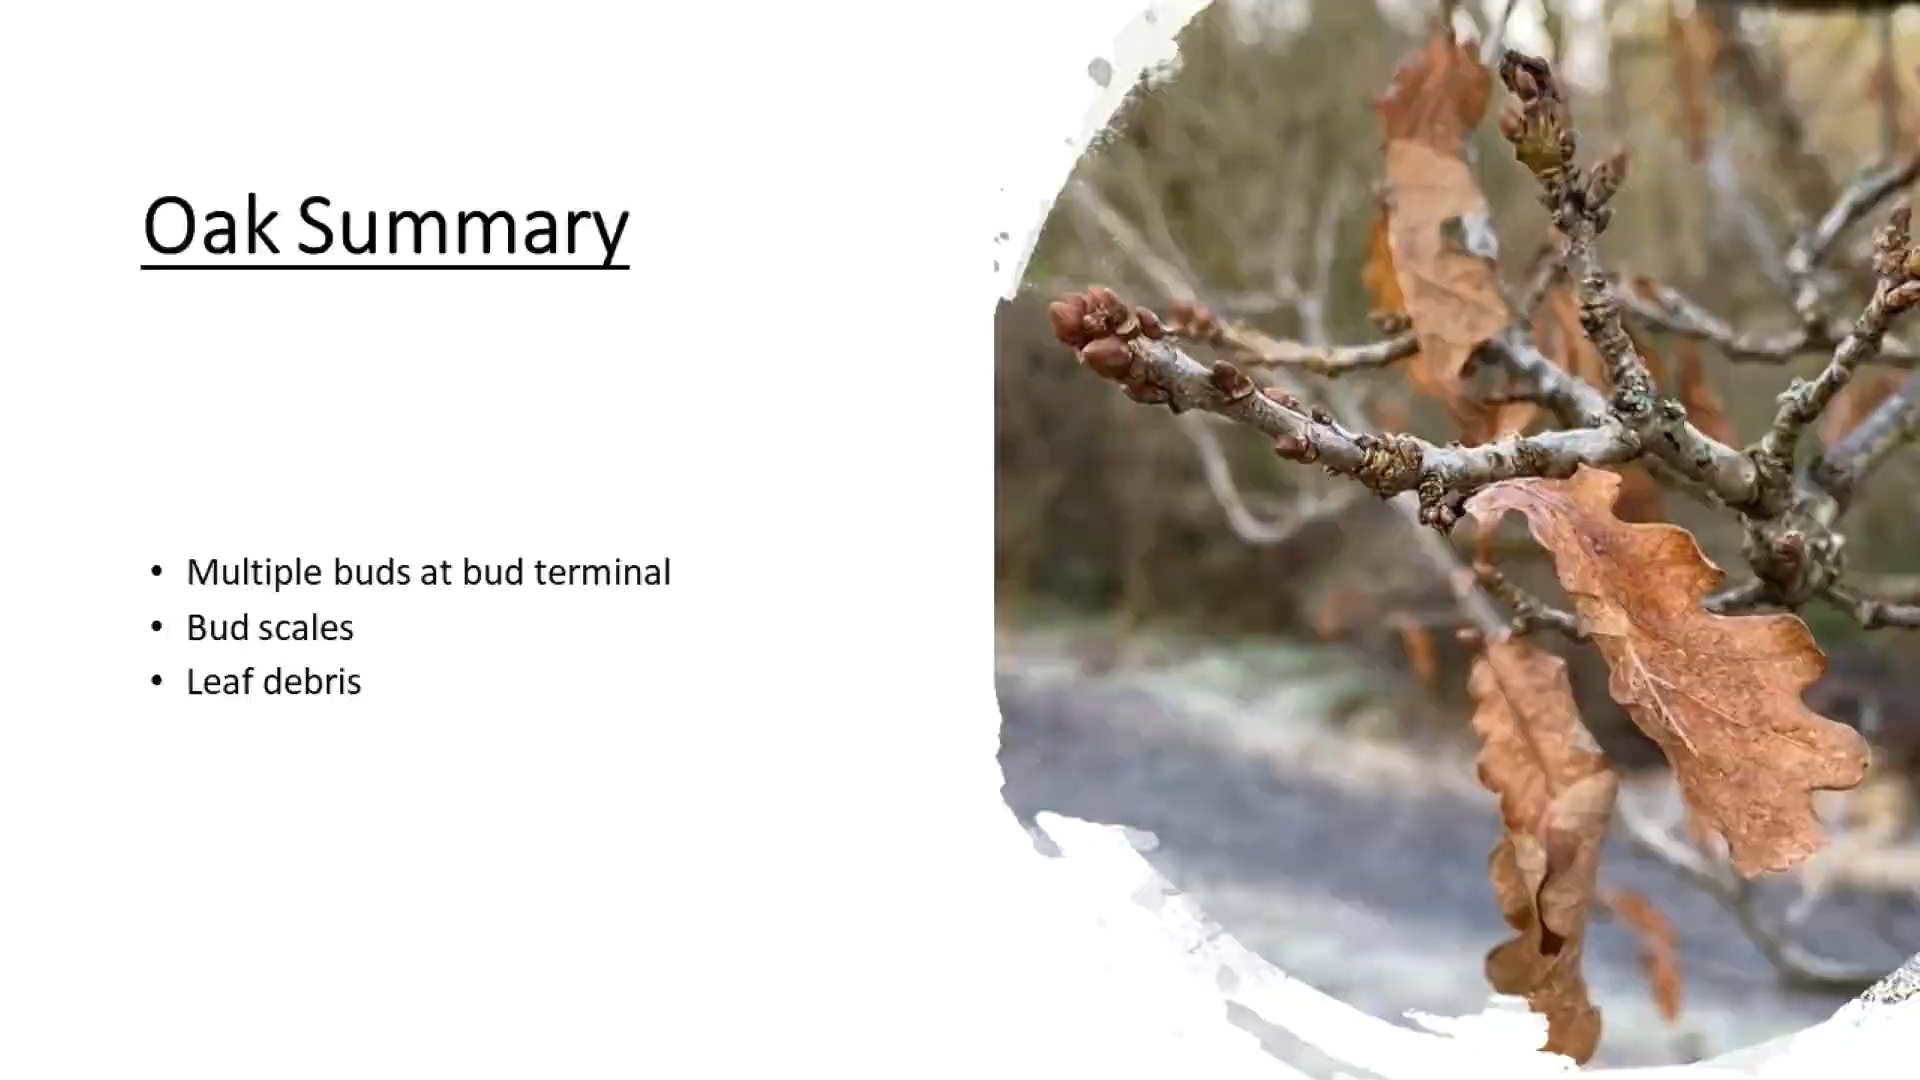 Oak Summary
• Multiple buds at bud terminal
• Bud scales
• Leaf debris